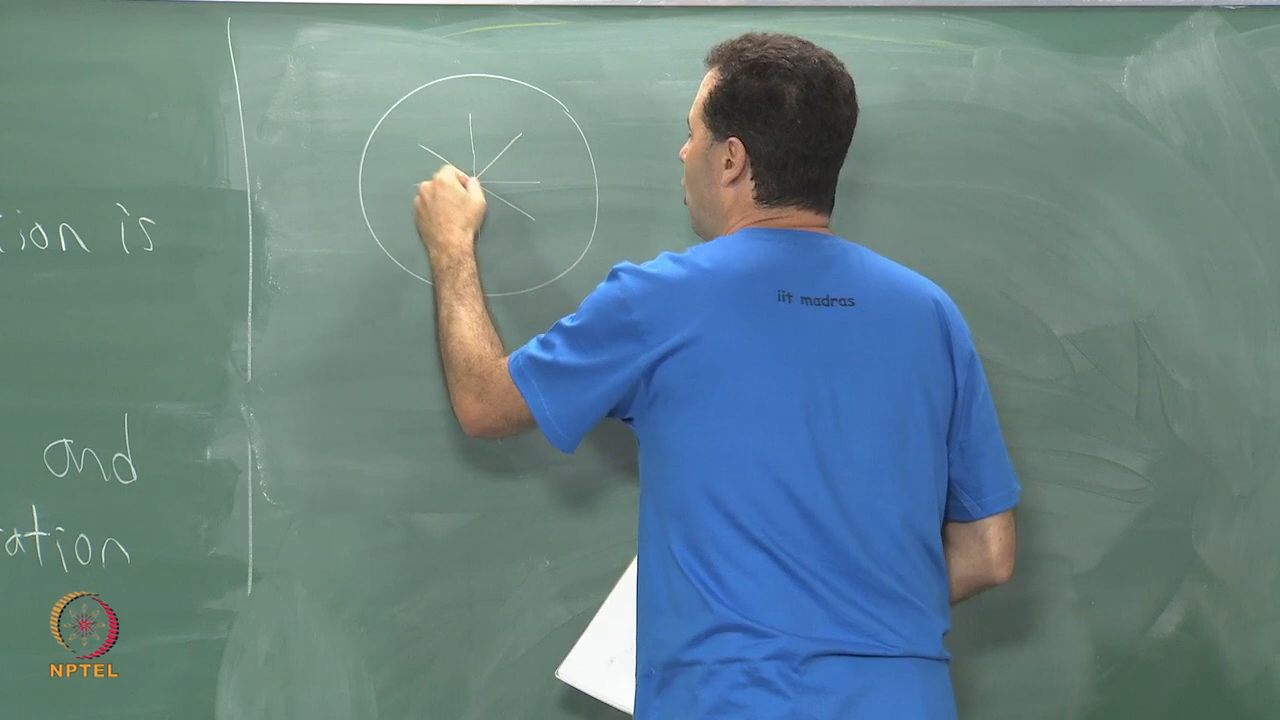 ion is
and
ation
iit madras
NPTEL